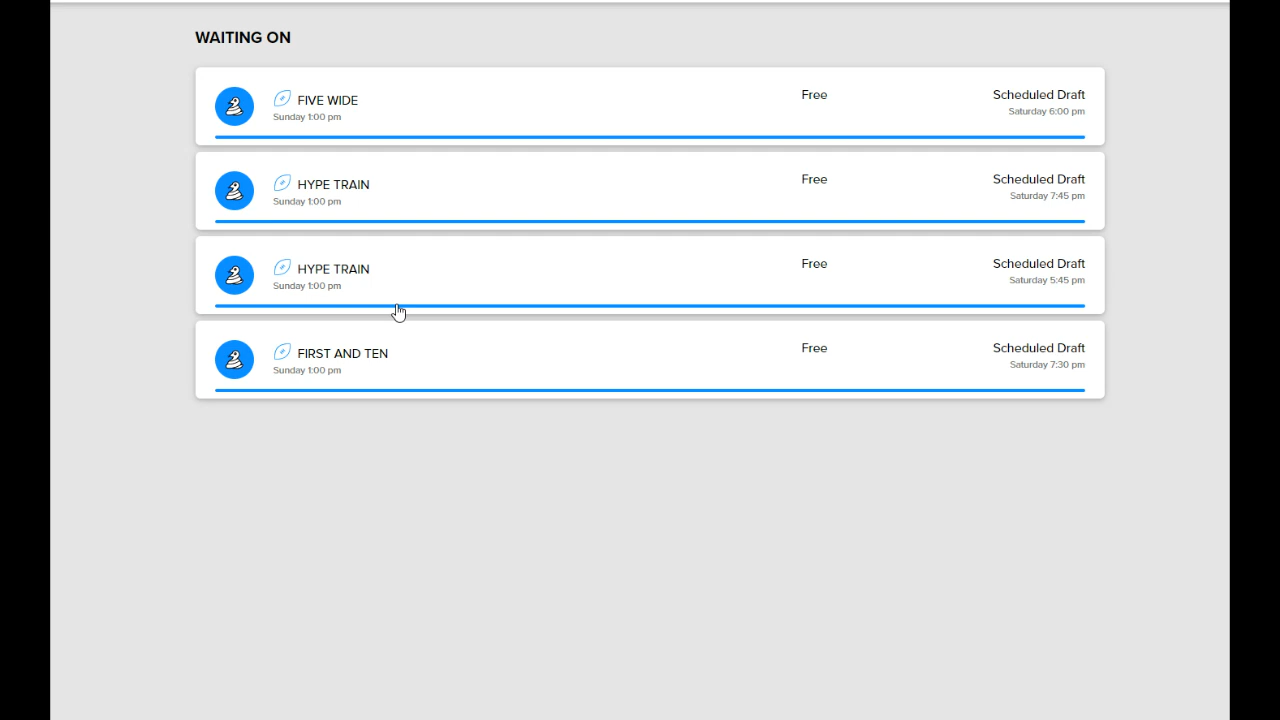 WAITING ON
FIVE WIDE
Sunday 1:00 pm
Free
Scheduled Draft
Saturday 6:00 pm
HYPE TRAIN
Sunday 1:00 pm
Free
Scheduled Draft
Saturday 7:45 pm
HYPE TRAIN
Sunday 1:00 pm
Free
Scheduled Draft
Saturday 5:45 pm
FIRST AND TEN
Sunday 1:00 pm
Free
Scheduled Draft
Saturday 7:30 pm